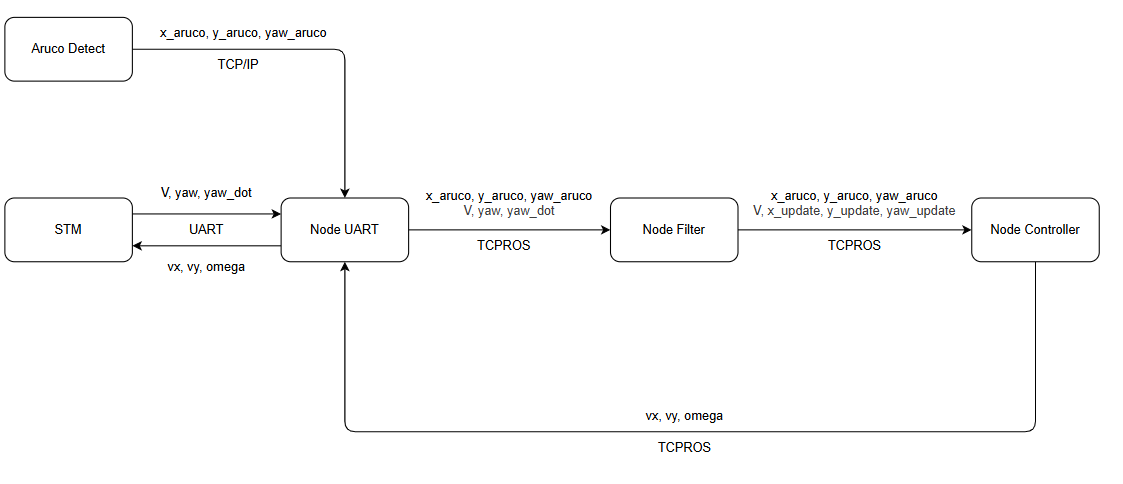 x_aruco, y_aruco, yaw_aruco
Aruco Detect
TCP/IP
V, yaw, yaw_dot
x_aruco, y_aruco, yaw_aruco
V, yaw, yaw_dot
x_aruco, y_aruco, yaw_aruco
V, x_update, y_update, yaw_update
STM
UART
Node UART
TCPROS
Node Filter
TCPROS
Node Controller
vx, vy, omega
vx, vy, omega
TCPROS